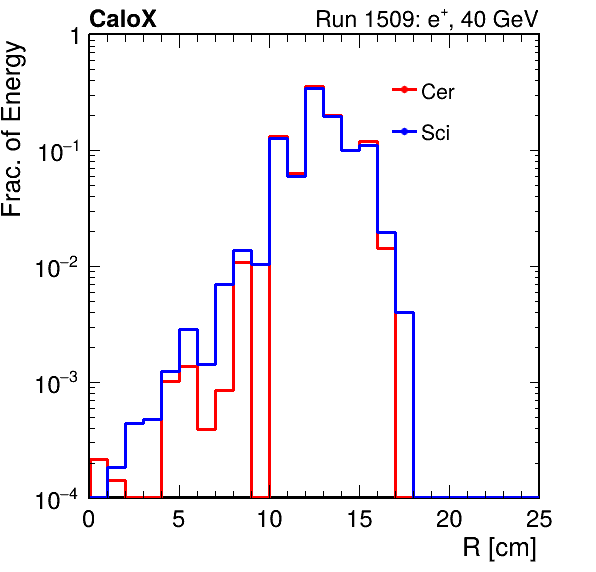 CaloX Run 1509: e⁺, 40 GeV
Frac. of Energy
1
10⁻¹
10⁻²
10⁻³
10⁻⁴
Cer
Sci
0 5 10 15 20 25
R [cm]